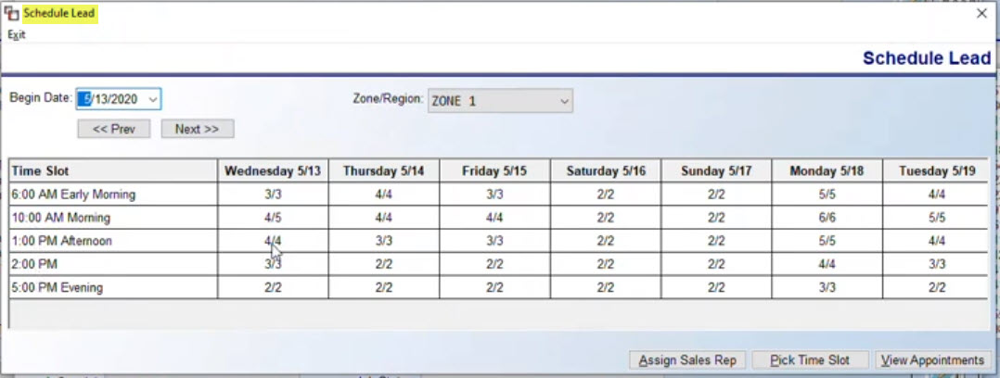 Schedule Lead
Exit
Schedule Lead
Begin Date: 5/13/2020 Zone/Region: ZONE 1
<< Prev Next >>
Time Slot Wednesday 5/13 Thursday 5/14 Friday 5/15 Saturday 5/16 Sunday 5/17 Monday 5/18 Tuesday 5/19
6:00 AM Early Morning 3/3 4/4 3/3 2/2 2/2 5/5 4/4
10:00 AM Morning 4/5 4/4 4/4 2/2 2/2 6/6 5/5
1:00 PM Afternoon 4/4 3/3 3/3 2/2 2/2 5/5 4/4
2:00 PM 3/3 2/2 2/2 2/2 2/2 4/4 3/3
5:00 PM Evening 2/2 2/2 2/2 2/2 2/2 3/3 2/2
Assign Sales Rep Pick Time Slot View Appointments